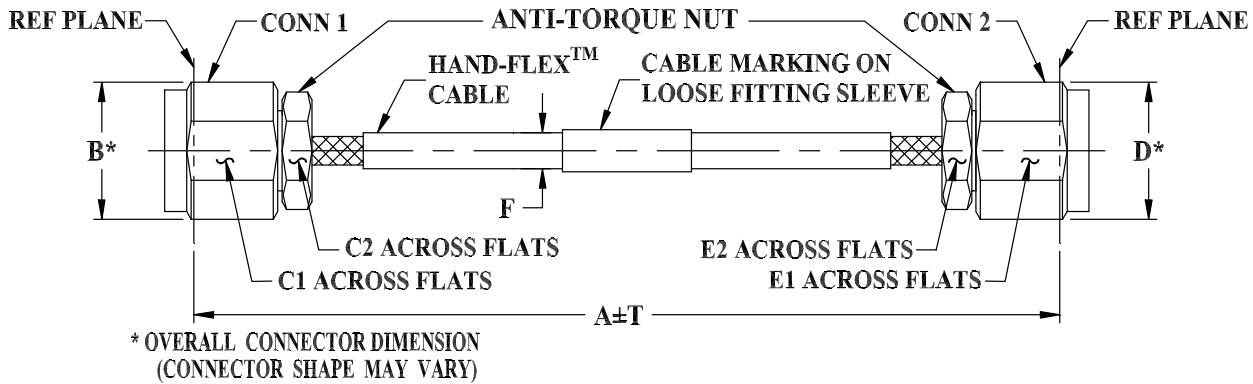 REF PLANE
CONN 1
ANTI-TORQUE NUT
CONN 2
REF PLANE
HAND-FLEX™
CABLE
CABLE MARKING ON
LOOSE FITTING SLEEVE
B*
D*
F
C2 ACROSS FLATS
C1 ACROSS FLATS
E2 ACROSS FLATS
E1 ACROSS FLATS
A±T
* OVERALL CONNECTOR DIMENSION
(CONNECTOR SHAPE MAY VARY)